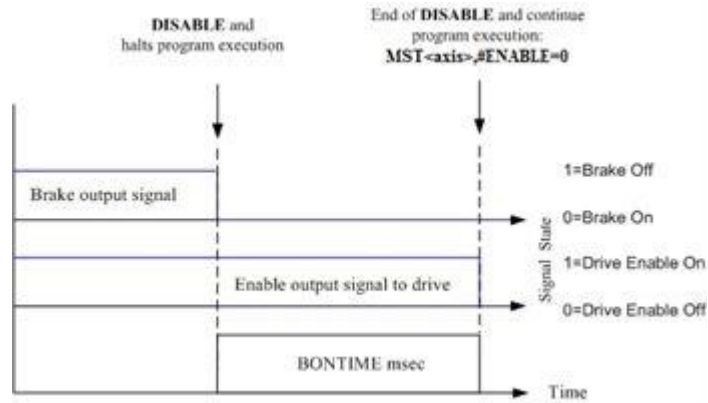 DISABLE and
halts program execution
End of DISABLE and continue
program execution:
MST<axis>,#ENABLE=0
Brake output signal
1=Brake Off
0=Brake On
Signal State
Enable output signal to drive
1=Drive Enable On
0=Drive Enable Off
BONTIME msec
Time